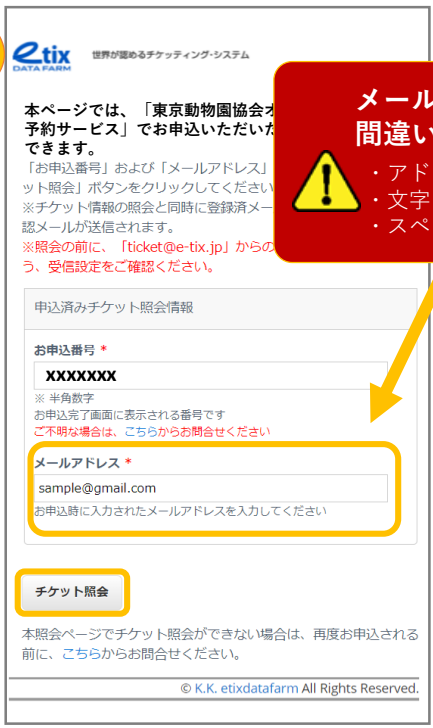 etix
DATA FARM
世界が認めるチケッティング・システム
メール
間違い
・アド
・文字
・スペ
本ページでは、「東京動物園協会オ
予約サービス」でお申込いただいた
できます。
「お申込番号」および「メールアドレス」
ット照会」ボタンをクリックしてください
※チケット情報の照会と同時に登録済メー
認メールが送信されます。
※照会の前に、「ticket@e-tix.jp」からの
う、受信設定をご確認ください。
申込済みチケット照会情報
お申込番号 *
XXXXXXX
※ 半角数字
お申込完了画面に表示される番号です
ご不明な場合は、こちらからお問合せください
メールアドレス *
sample@gmail.com
お申込時に入力されたメールアドレスを入力してください
チケット照会
本照会ページでチケット照会ができない場合は、再度お申込される
前に、こちらからお問合せください。
© K.K. etixdatafarm All Rights Reserved.